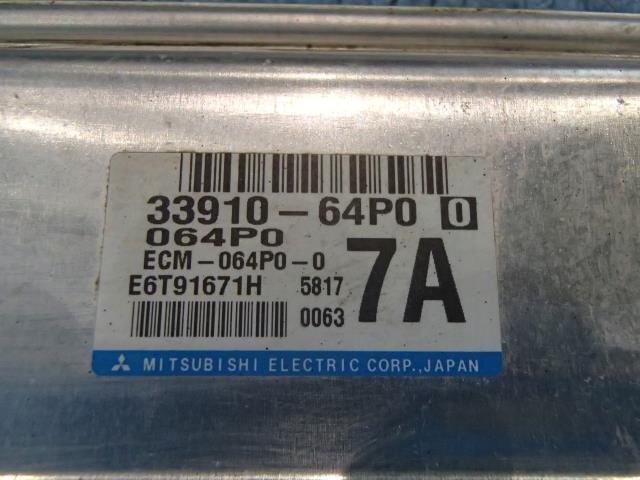 33910-64P0 0
064P0
ECM-064P0-0
E6T91671H 5817
0063
7A
MITSUBISHI ELECTRIC CORP., JAPAN